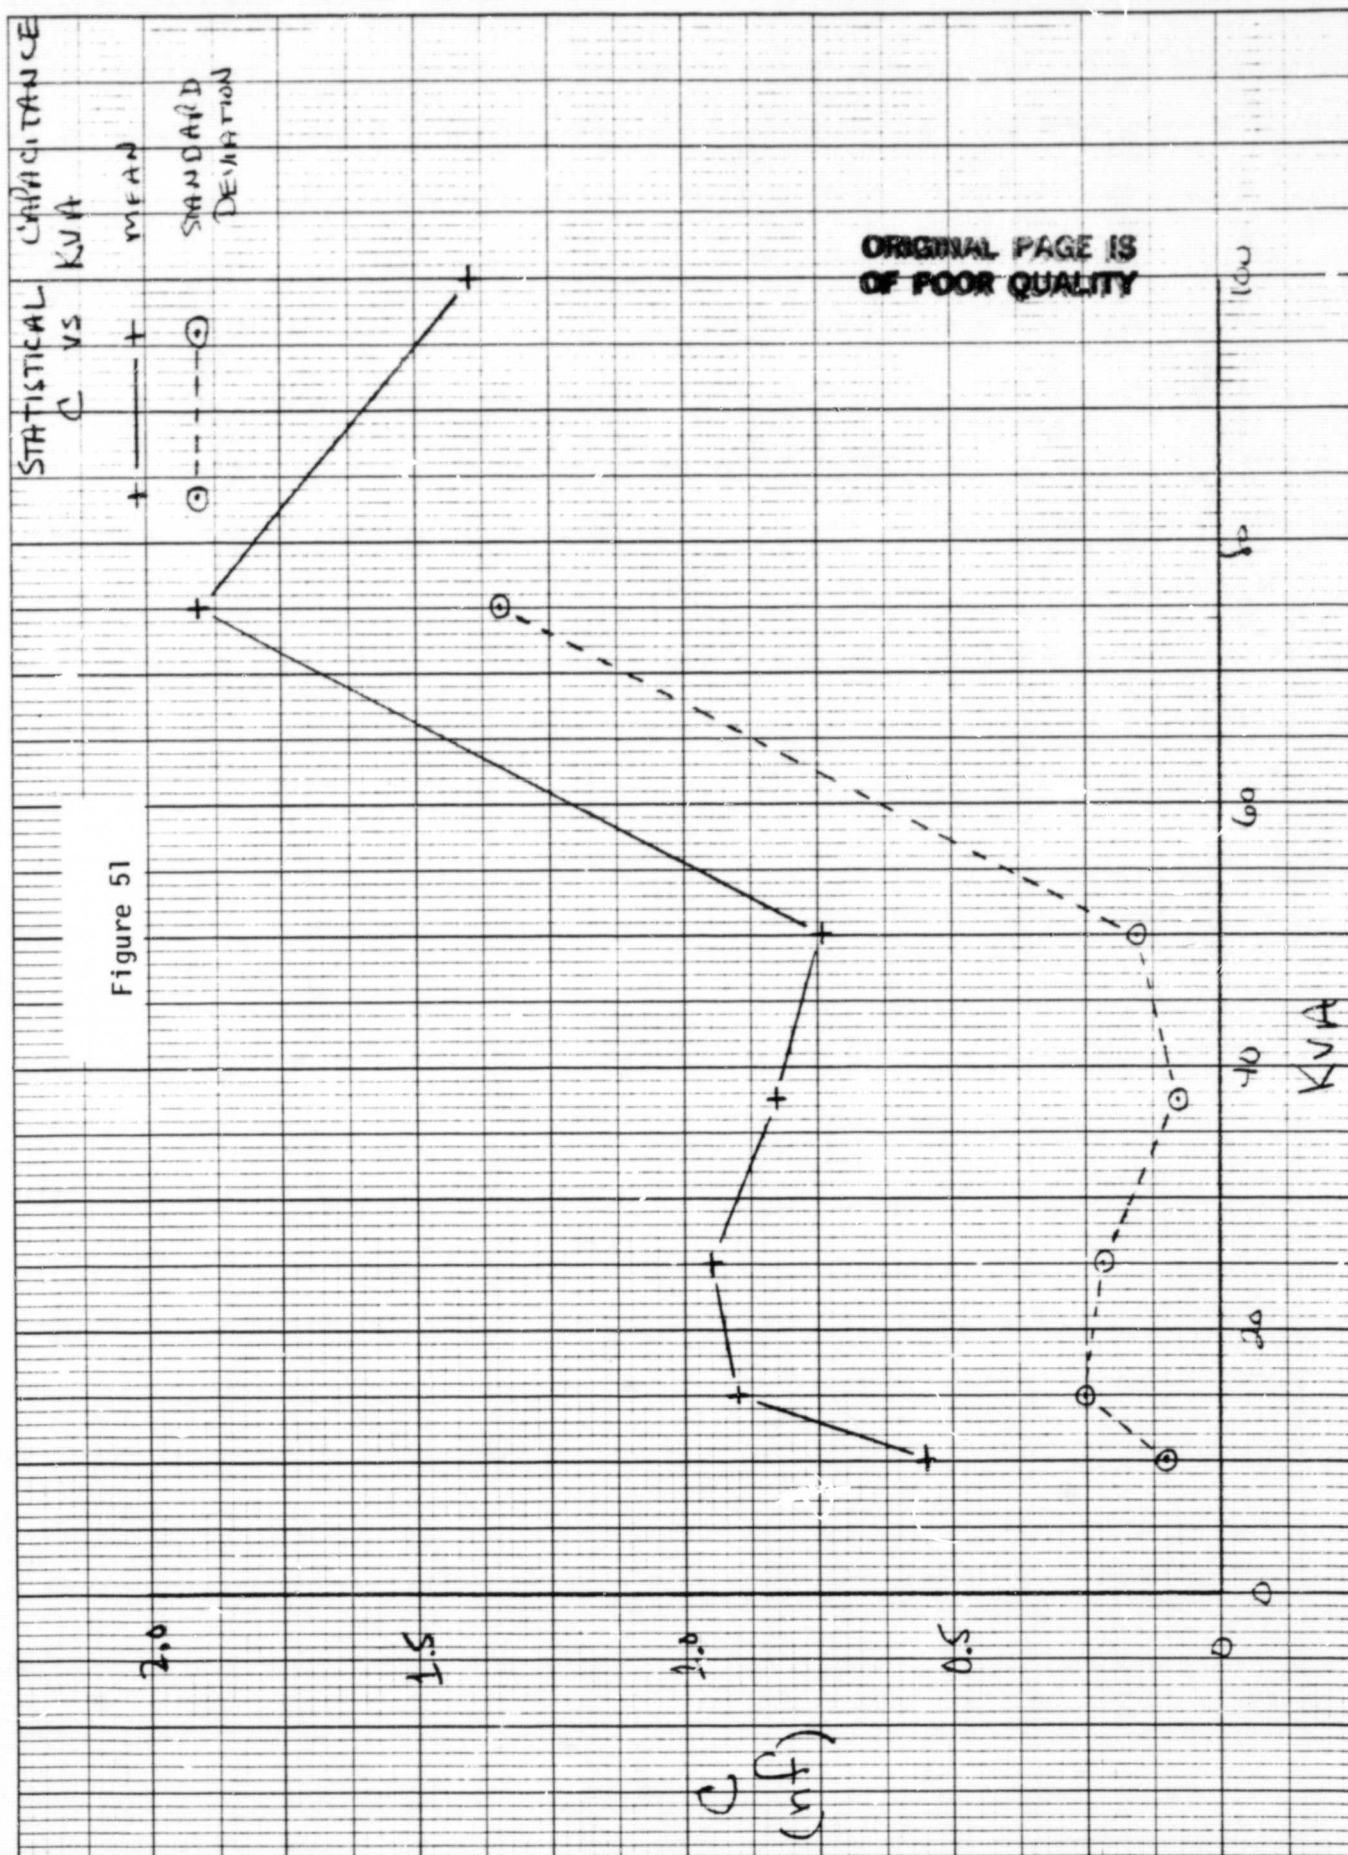 STATISTICAL CAPACITANCE
C VS KVA
MEAN
STANDARD
DEVIATION
Figure 51
ORIGINAL PAGE IS
OF POOR QUALITY
2.0
1.5
1.0
0.5
0
C
(nf)
0
20
40
60
80
100
KVA